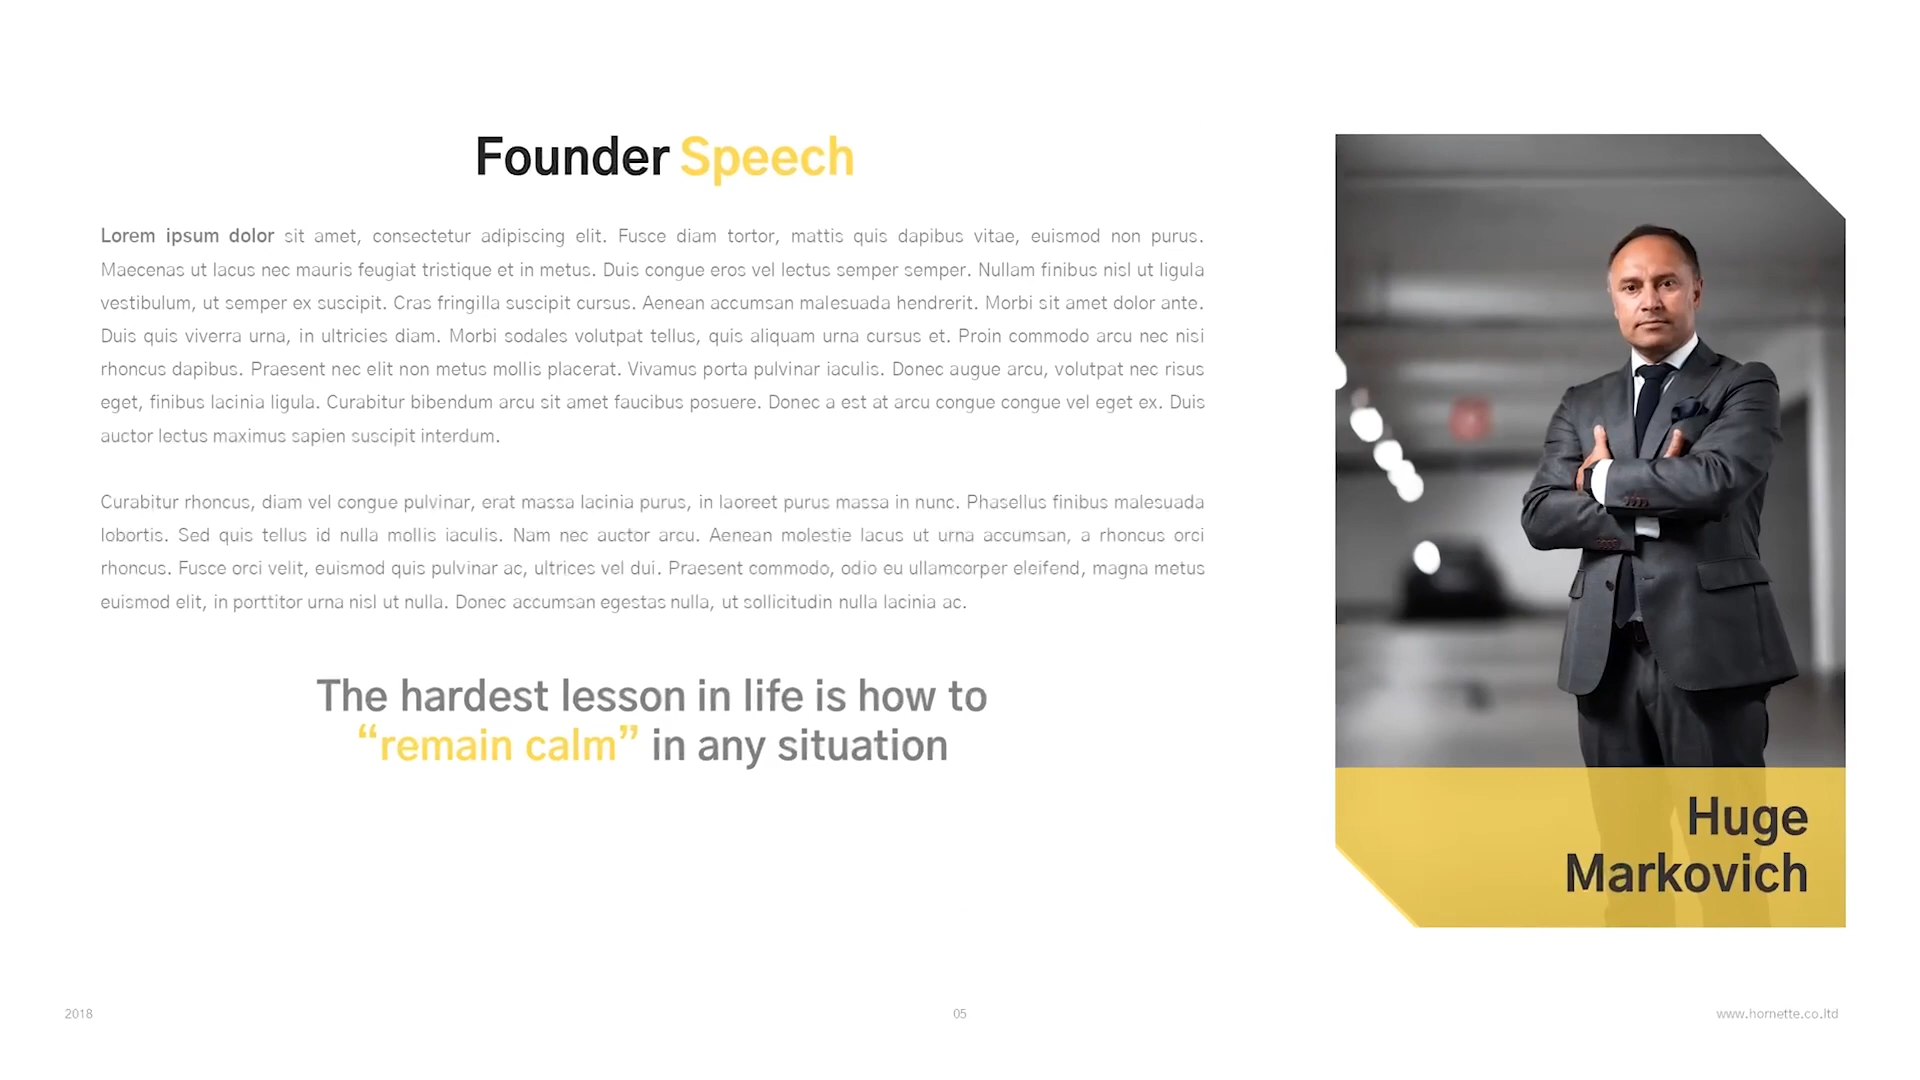 Founder Speech
Lorem ipsum dolor sit amet, consectetur adipiscing elit. Fusce diam tortor, mattis quis dapibus vitae, euismod non purus.
Maecenas ut lacus nec mauris feugiat tristique et in metus. Duis congue eros vel lectus semper semper. Nullam finibus nisl ut ligula
vestibulum, ut semper ex suscipit. Cras fringilla suscipit cursus. Aenean accumsan malesuada hendrerit. Morbi sit amet dolor ante.
Duis quis viverra urna, in ultricies diam. Morbi sodales volutpat tellus, quis aliquam urna cursus et. Proin commodo arcu nec nisi
rhoncus dapibus. Praesent nec elit non metus mollis placerat. Vivamus porta pulvinar iaculis. Donec augue arcu, volutpat nec risus
eget, finibus lacinia ligula. Curabitur bibendum arcu sit amet faucibus posuere. Donec a est at arcu congue congue vel eget ex. Duis
auctor lectus maximus sapien suscipit interdum.
Curabitur rhoncus, diam vel congue pulvinar, erat massa lacinia purus, in laoreet purus massa in nunc. Phasellus finibus malesuada
lobortis. Sed quis tellus id nulla mollis iaculis. Nam nec auctor arcu. Aenean molestie lacus ut urna accumsan, a rhoncus orci
rhoncus. Fusce orci velit, euismod quis pulvinar ac, ultrices vel dui. Praesent commodo, odio eu ullamcorper eleifend, magna metus
euismod elit, in porttitor urna nisl ut nulla. Donec accumsan egestas nulla, ut sollicitudin nulla lacinia ac.
The hardest lesson in life is how to
“remain calm” in any situation
Huge
Markovich
2018
05
www.hornette.co.ltd